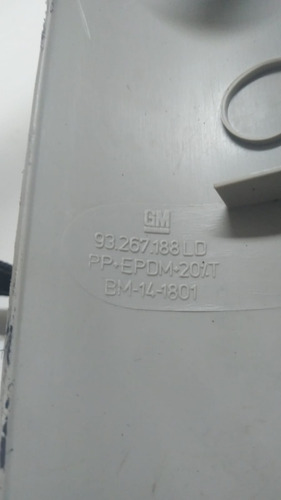 GM
93.267.188 LD
PP+EPDM+20%T
BM-14-1801